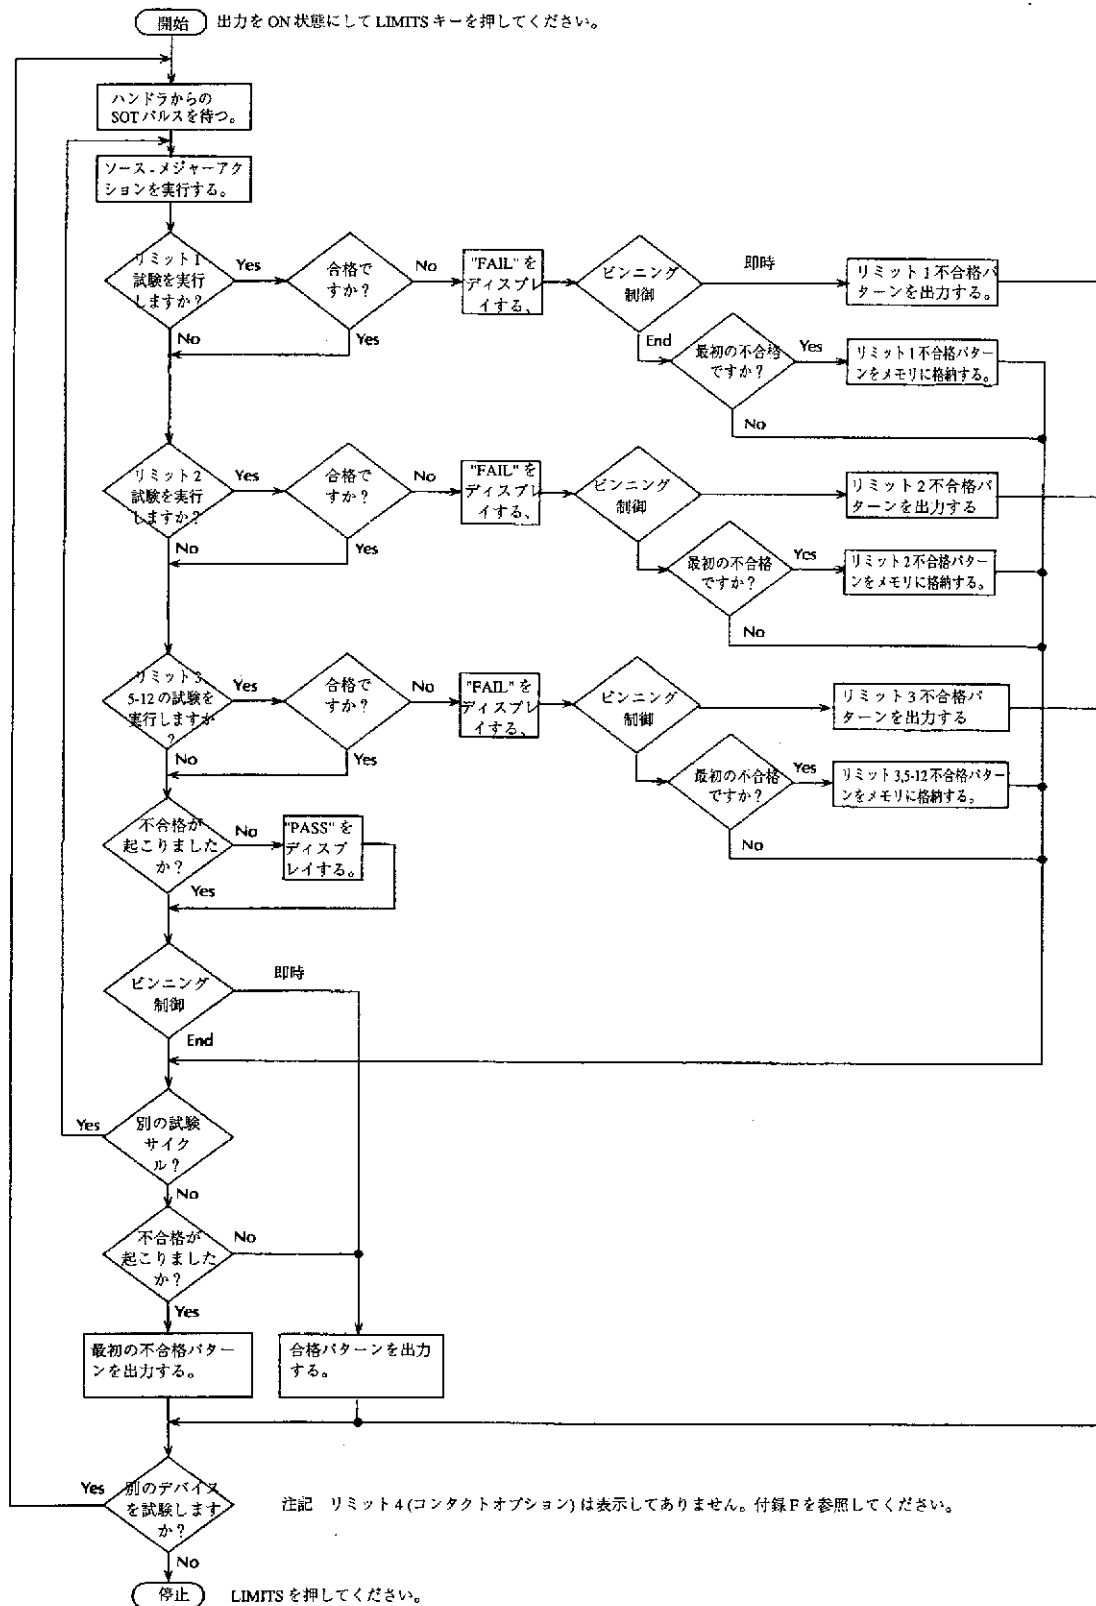 開始
出力を ON 状態にして LIMITS キーを押してください。
ハンドラからの
SOT パルスを待つ。
ソース - メジャーアク
ションを実行する。
リミット 1
試験を実行
しますか?
Yes
合格で
すか?
No
"FAIL" を
ディスプレ
イする、
ビンニング
制御
即時
リミット 1 不合格パ
ターンを出力する。
No
Yes
End
最初の不合格
ですか?
Yes
リミット 1 不合格パター
ンをメモリに格納する。
No
リミット 2
試験を実行
しますか?
Yes
合格で
すか?
No
"FAIL" を
ディスプレ
イする、
ビンニング
制御
リミット 2 不合格パ
ターンを出力する
No
Yes
最初の不合格
ですか?
Yes
リミット 2 不合格パター
ンをメモリに格納する。
No
リミット 3,
5-12 の試験を
実行しますか
?
Yes
合格で
すか?
No
"FAIL" を
ディスプレ
イする、
ビンニング
制御
リミット 3 不合格パ
ターンを出力する
No
Yes
最初の不合格
ですか?
Yes
リミット 3,5-12 不合格パター
ンをメモリに格納する。
No
不合格が
起こりました
か?
No
"PASS" を
ディスプ
レイする。
Yes
ビンニング
制御
即時
End
別の試験
サイク
ル?
Yes
No
不合格が
起こりました
か?
No
Yes
最初の不合格パター
ンを出力する。
合格パターンを出力
する。
別のデバイス
を試験します
か?
Yes
注記 リミット 4 (コンタクトオプション) は表示してありません。付録 F を参照してください。
No
停止
LIMITS を押してください。